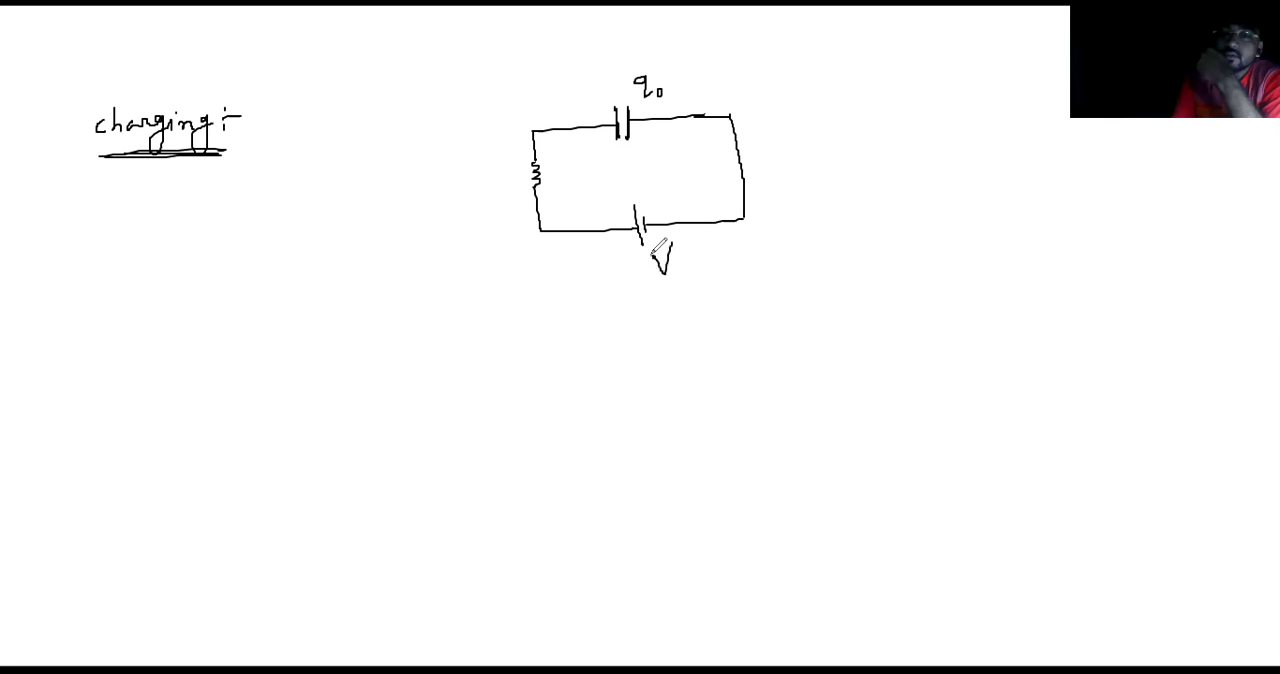 q₀
charging :-
V